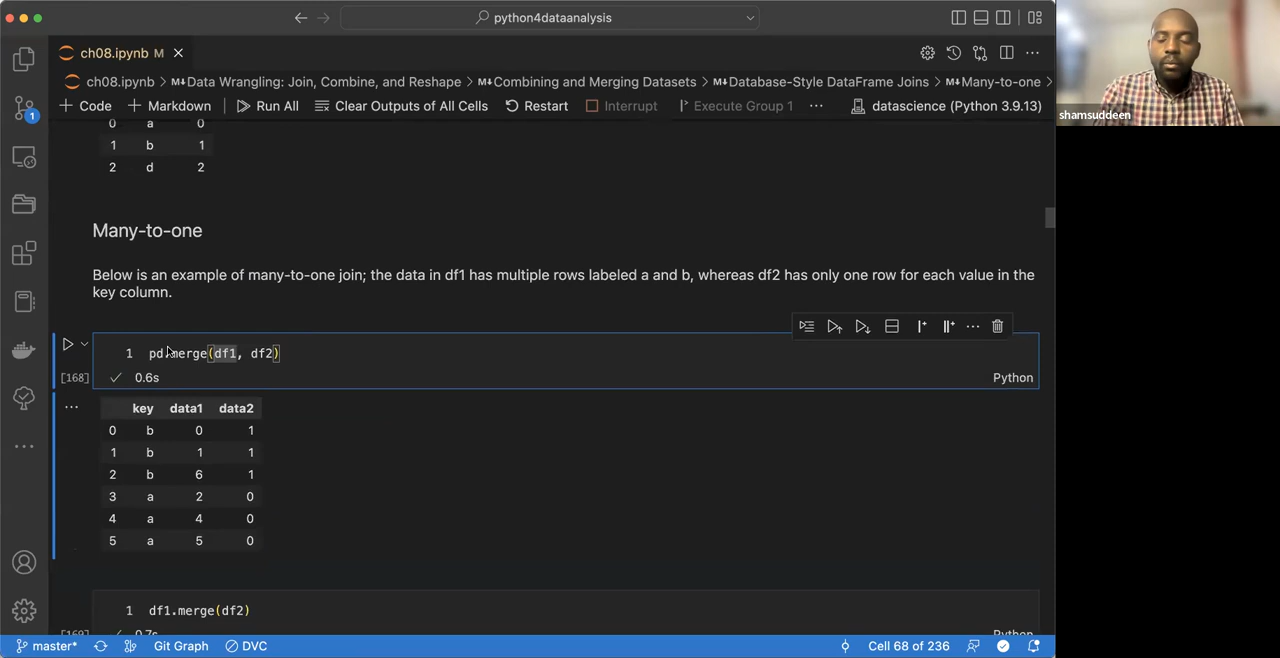 python4dataanalysis
ch08.ipynb M
ch08.ipynb > M↓Data Wrangling: Join, Combine, and Reshape > M↓Combining and Merging Datasets > M↓Database-Style DataFrame Joins > M↓Many-to-one >
+ Code + Markdown Run All Clear Outputs of All Cells Restart Interrupt Execute Group 1 ... datascience (Python 3.9.13)
shamsuddeen
1
0 a 0
1 b 1
2 d 2
Many-to-one
Below is an example of many-to-one join; the data in df1 has multiple rows labeled a and b, whereas df2 has only one row for each value in the
key column.
1 pd.merge(df1, df2)
[168] 0.6s Python
key data1 data2
0 b 0 1
1 b 1 1
2 b 6 1
3 a 2 0
4 a 4 0
5 a 5 0
1 df1.merge(df2)
[169] 0.7s Python
master* Git Graph DVC Cell 68 of 236